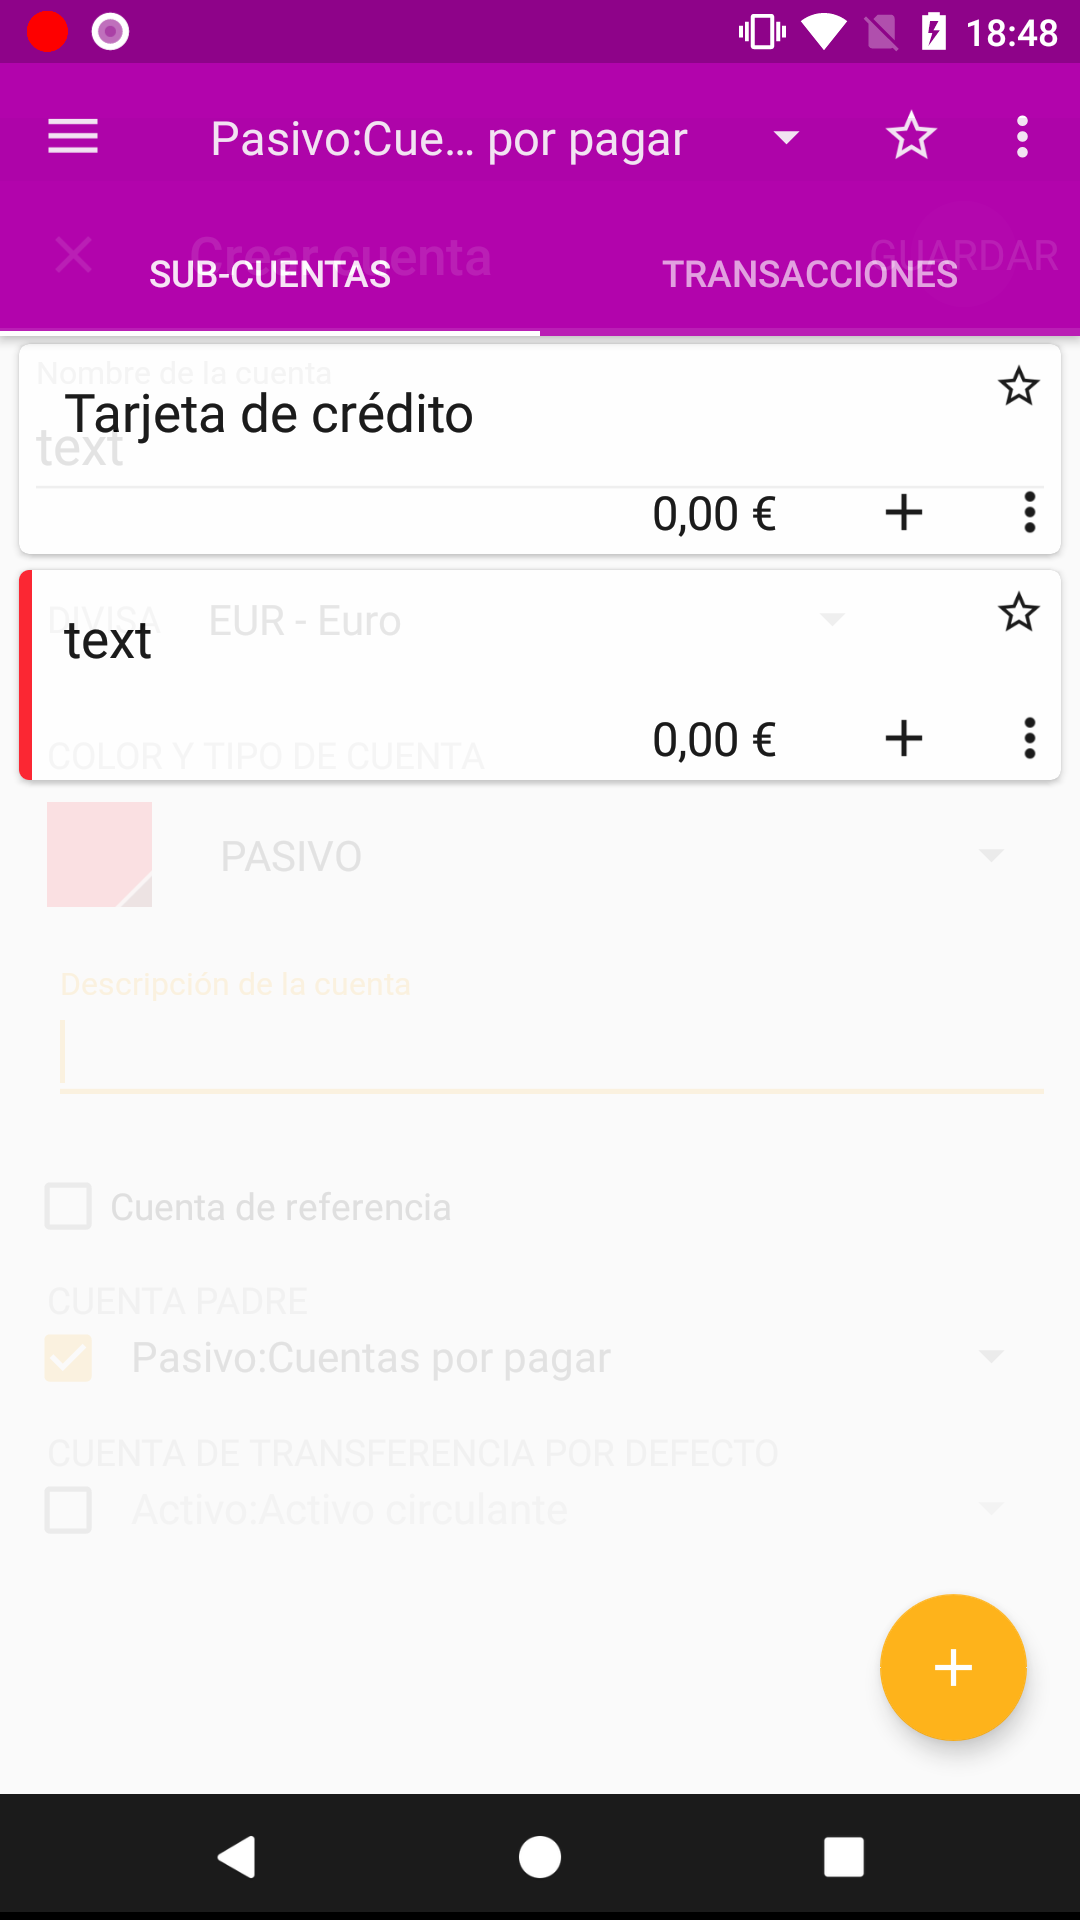 18:48
Pasivo:Cue... por pagar
Crear cuenta
GUARDAR
SUB-CUENTAS
TRANSACCIONES
Nombre de la cuenta
Tarjeta de crédito
text
0,00 €
DIVISA
EUR - Euro
text
0,00 €
COLOR Y TIPO DE CUENTA
PASIVO
Descripción de la cuenta
Cuenta de referencia
CUENTA PADRE
Pasivo:Cuentas por pagar
CUENTA DE TRANSFERENCIA POR DEFECTO
Activo:Activo circulante